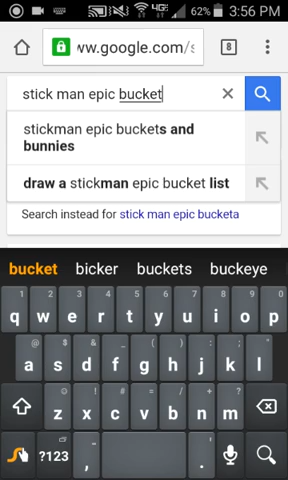 4G 62% 3:56 PM
ww.google.com/s 8
stick man epic bucket
stickman epic buckets and
bunnies
draw a stickman epic bucket list
Search instead for stick man epic bucketa
bucket bicker buckets buckeye
1 2 3 4 5 6 7 8 9 0
q w e r t y u i o p
@ $ & _ ( ) : ; "
a s d f g h j k l
! # = / + ?
z x c v b n m
?123 , .